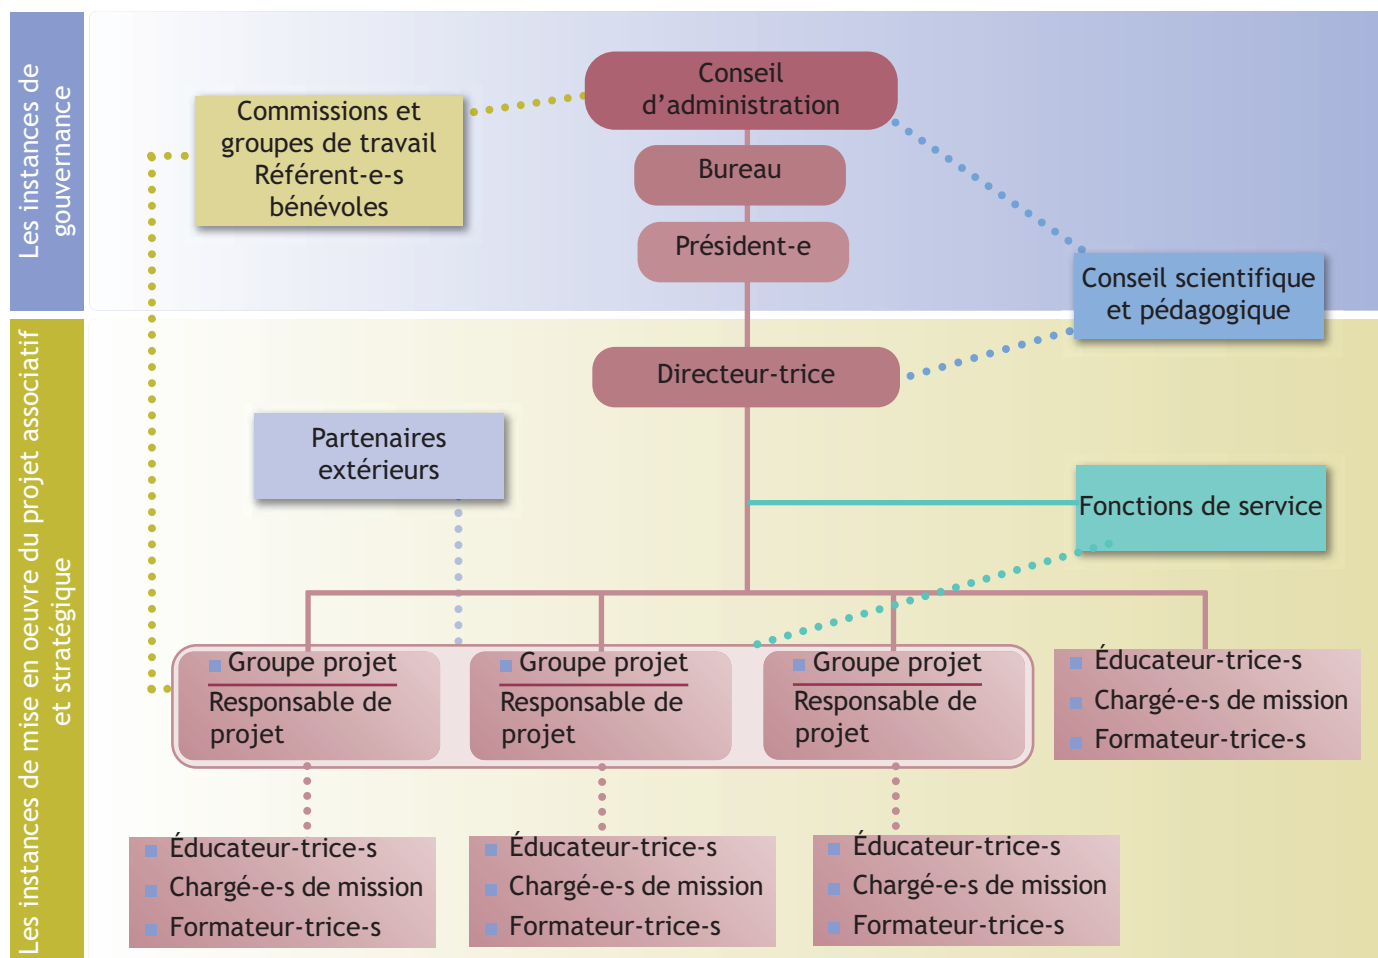 Les instances de
gouvernance
Conseil
d’administration
Commissions et
groupes de travail
Référent-e-s
bénévoles
Bureau
Président-e
Conseil scientifique
et pédagogique
Les instances de mise en oeuvre du projet associatif
et stratégique
Directeur-trice
Partenaires
extérieurs
Fonctions de service
Groupe projet
Responsable de
projet
Groupe projet
Responsable de
projet
Groupe projet
Responsable de
projet
Éducateur-trice-s
Chargé-e-s de mission
Formateur-trice-s
Éducateur-trice-s
Chargé-e-s de mission
Formateur-trice-s
Éducateur-trice-s
Chargé-e-s de mission
Formateur-trice-s
Éducateur-trice-s
Chargé-e-s de mission
Formateur-trice-s